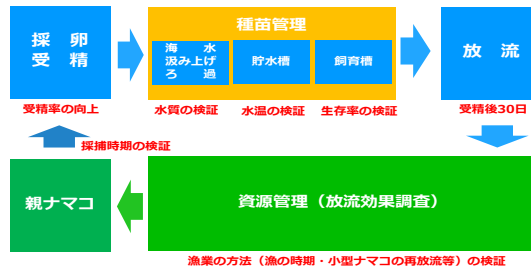 採 卵
受 精
種苗管理
海 水
汲み上げ
ろ 過
貯水槽
飼育槽
放 流
受精率の向上
水質の検証
水温の検証
生存率の検証
受精後30日
採捕時期の検証
親ナマコ
資源管理（放流効果調査）
漁業の方法（漁の時期・小型ナマコの再放流等）の検証